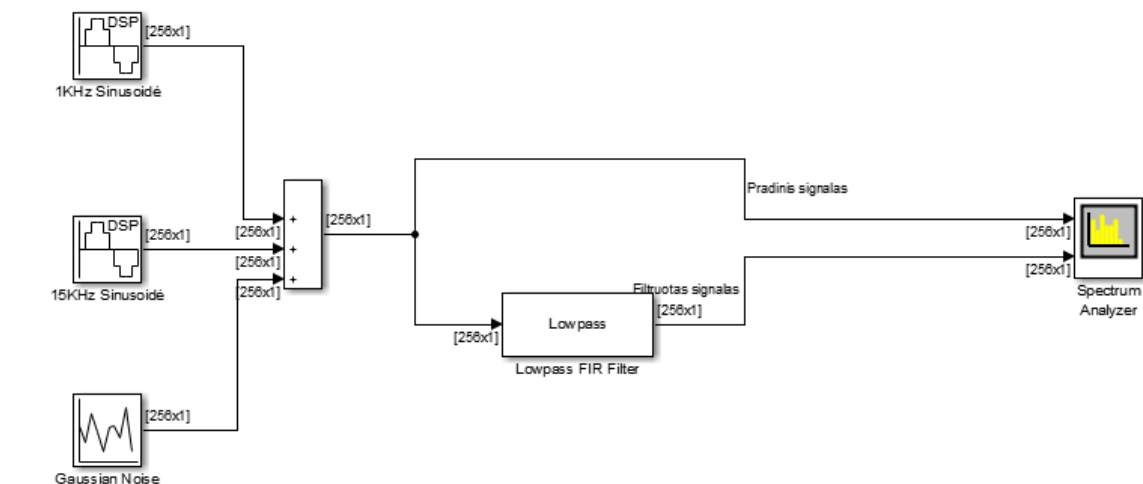 DSP
[256x1]
1KHz Sinusoidė
DSP
[256x1]
15KHz Sinusoidė
[256x1]
Gaussian Noise
+
[256x1]
+
[256x1]
+
[256x1]
[256x1]
Pradinis signalas
[256x1]
[256x1]
Filtruotas signalas
[256x1]
Lowpass
[256x1]
Lowpass FIR Filter
Spectrum
Analyzer